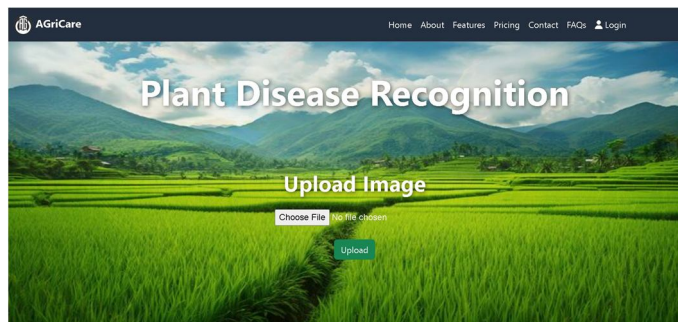 AGriCare
Home About Features Pricing Contact FAQs Login
Plant Disease Recognition
Upload Image
Choose File No file chosen
Upload